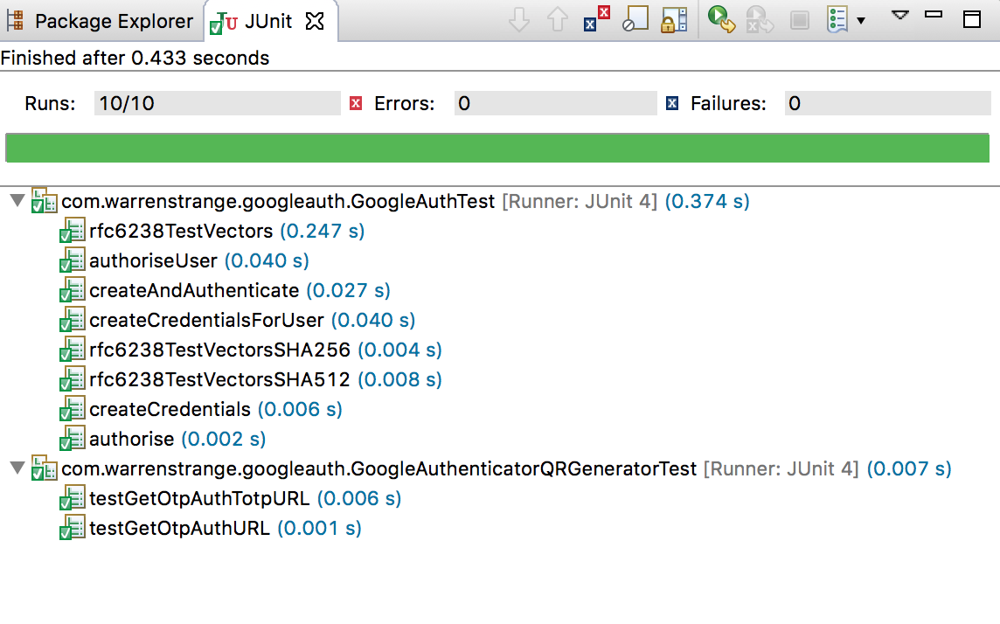 Package Explorer JUnit
Finished after 0.433 seconds
Runs: 10/10 Errors: 0 Failures: 0
com.warrenstrange.googleauth.GoogleAuthTest [Runner: JUnit 4] (0.374 s)
rfc6238TestVectors (0.247 s)
authoriseUser (0.040 s)
createAndAuthenticate (0.027 s)
createCredentialsForUser (0.040 s)
rfc6238TestVectorsSHA256 (0.004 s)
rfc6238TestVectorsSHA512 (0.008 s)
createCredentials (0.006 s)
authorise (0.002 s)
com.warrenstrange.googleauth.GoogleAuthenticatorQRGeneratorTest [Runner: JUnit 4] (0.007 s)
testGetOtpAuthTotpURL (0.006 s)
testGetOtpAuthURL (0.001 s)